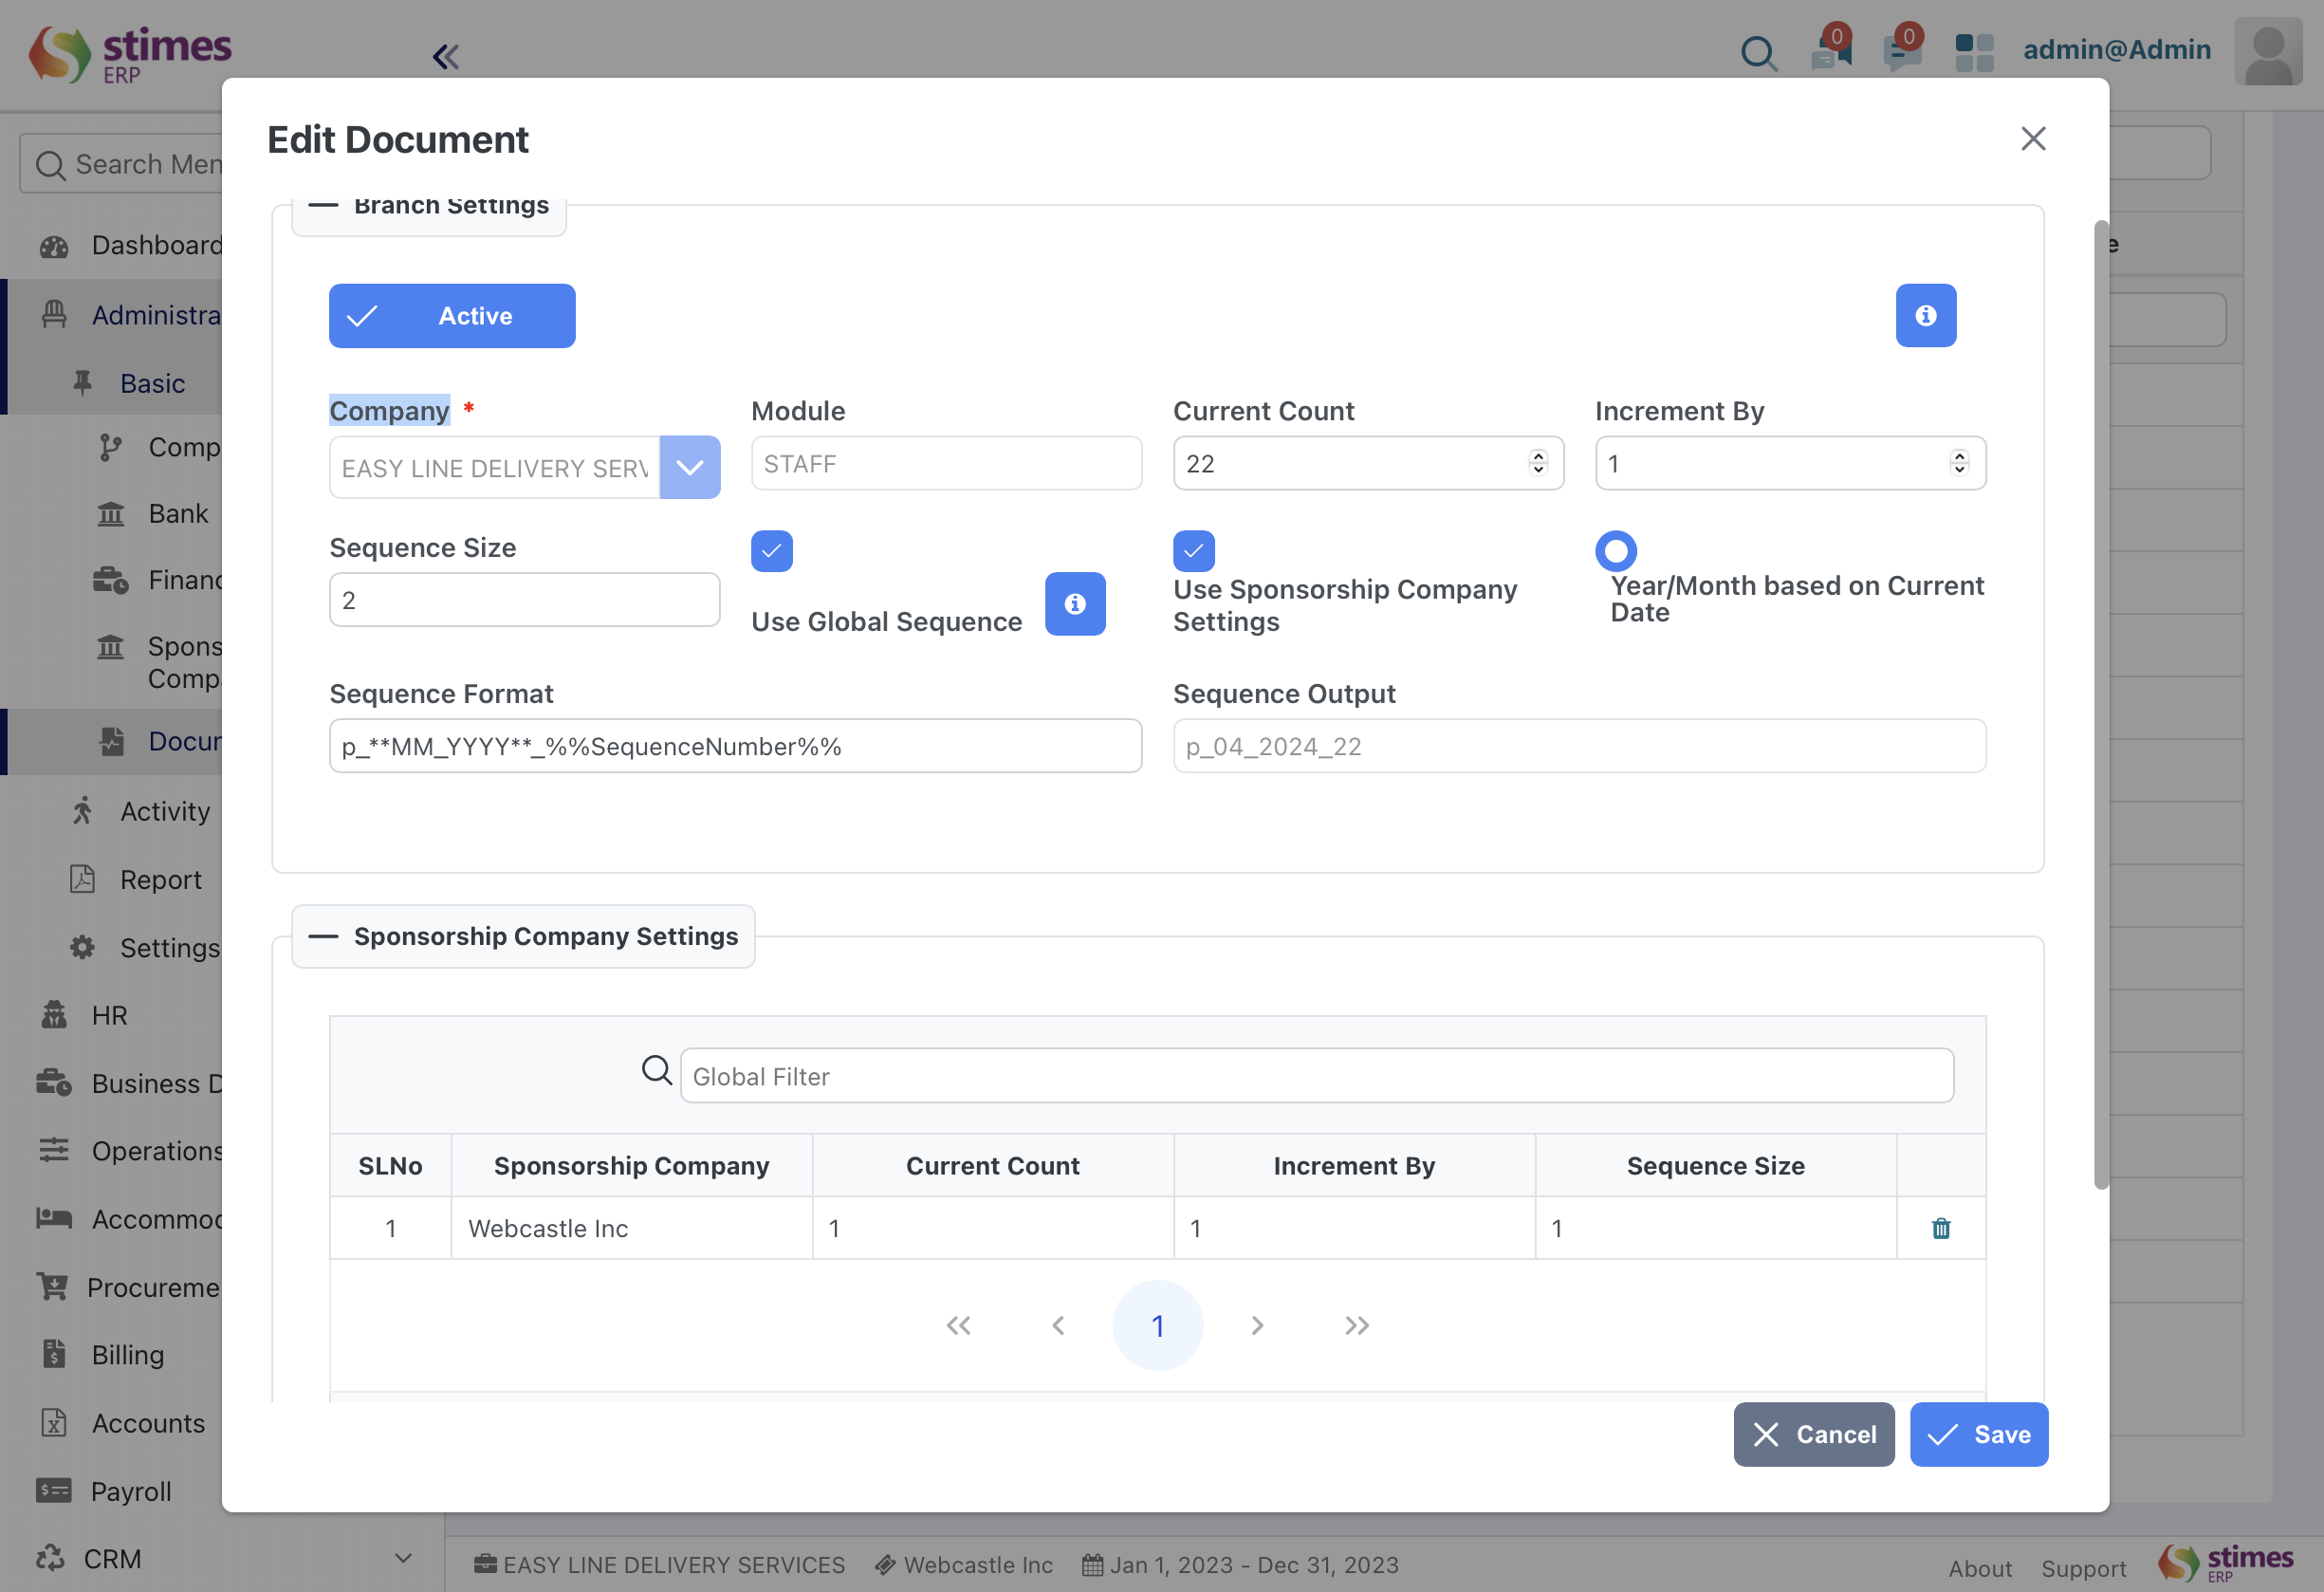 stimes
ERP
0
0
admin@Admin
Edit Document
Search Men
Branch Settings
Dashboard
Active
Administra
Basic
Company *
Module
Current Count
Increment By
EASY LINE DELIVERY SERV
STAFF
22
1
Comp
Bank
Sequence Size
2
Use Global Sequence
Use Sponsorship Company
Settings
Year/Month based on Current
Date
Financ
Spons
Comp
Sequence Format
Sequence Output
p_**MM_YYYY**_%%SequenceNumber%%
p_04_2024_22
Docum
Activity
Report
Settings
Sponsorship Company Settings
HR
Global Filter
Business D
Operations
SLNo
Sponsorship Company
Current Count
Increment By
Sequence Size
1
Webcastle Inc
1
1
1
Accommod
Procureme
1
Billing
Accounts
Cancel
Save
Payroll
CRM
EASY LINE DELIVERY SERVICES
Webcastle Inc
Jan 1, 2023 - Dec 31, 2023
About
Support
stimes
ERP